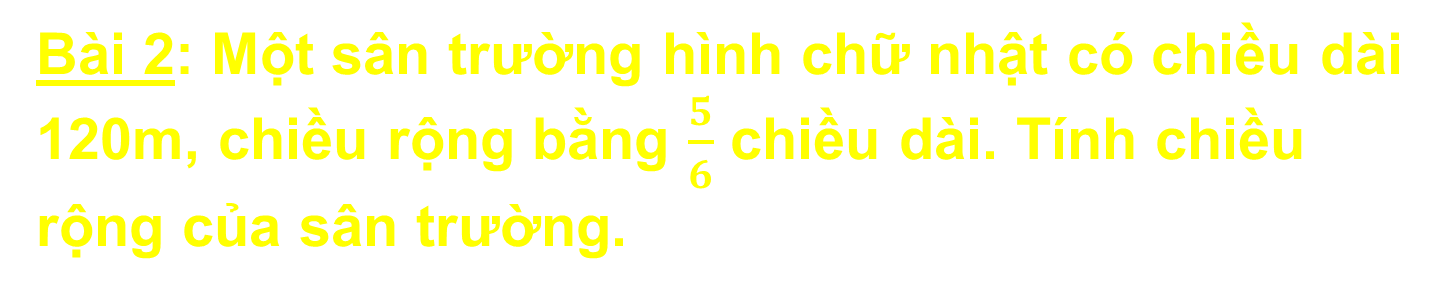 Bài 2: Một sân trường hình chữ nhật có chiều dài
120m, chiều rộng bằng 5/6 chiều dài. Tính chiều
rộng của sân trường.